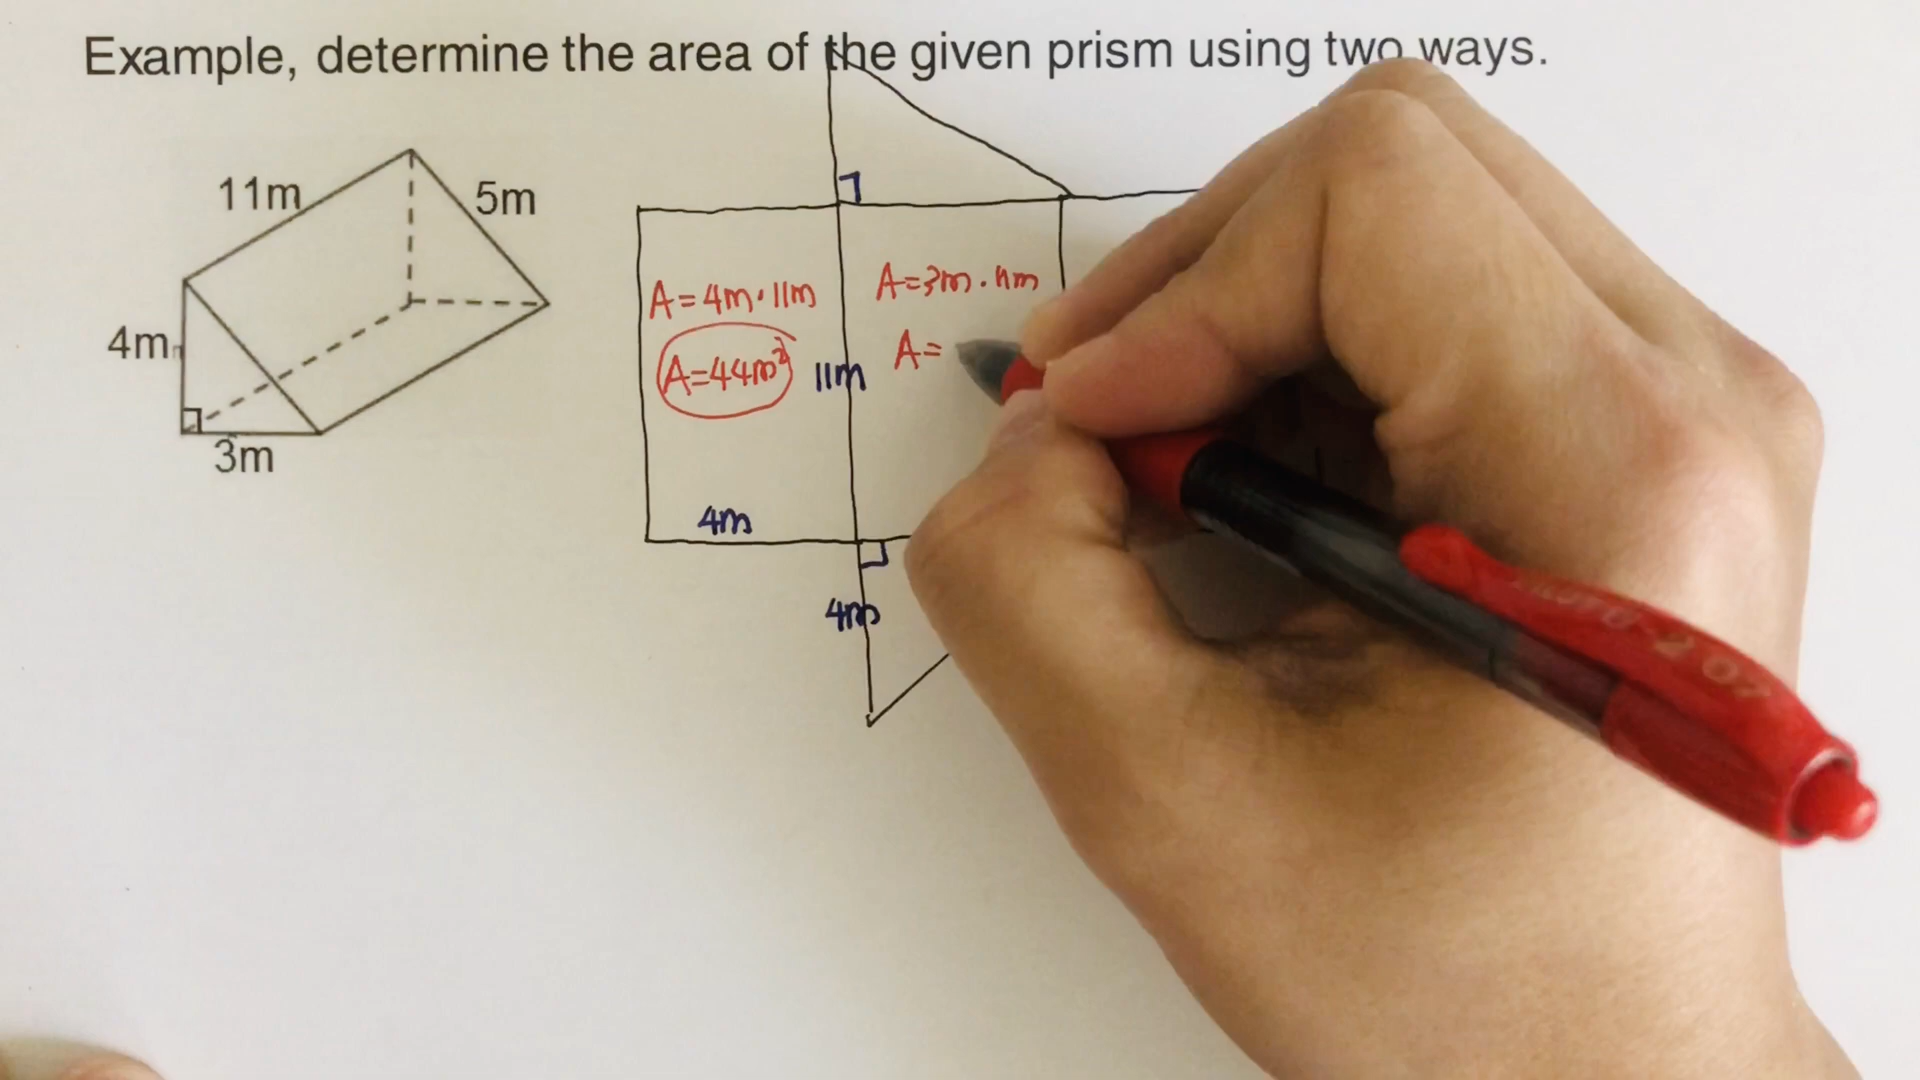 Example, determine the area of the given prism using two ways.
11m
5m
4m
3m
A=4m·11m
A=44m²
11m
4m
4m
A=3m·11m
A=